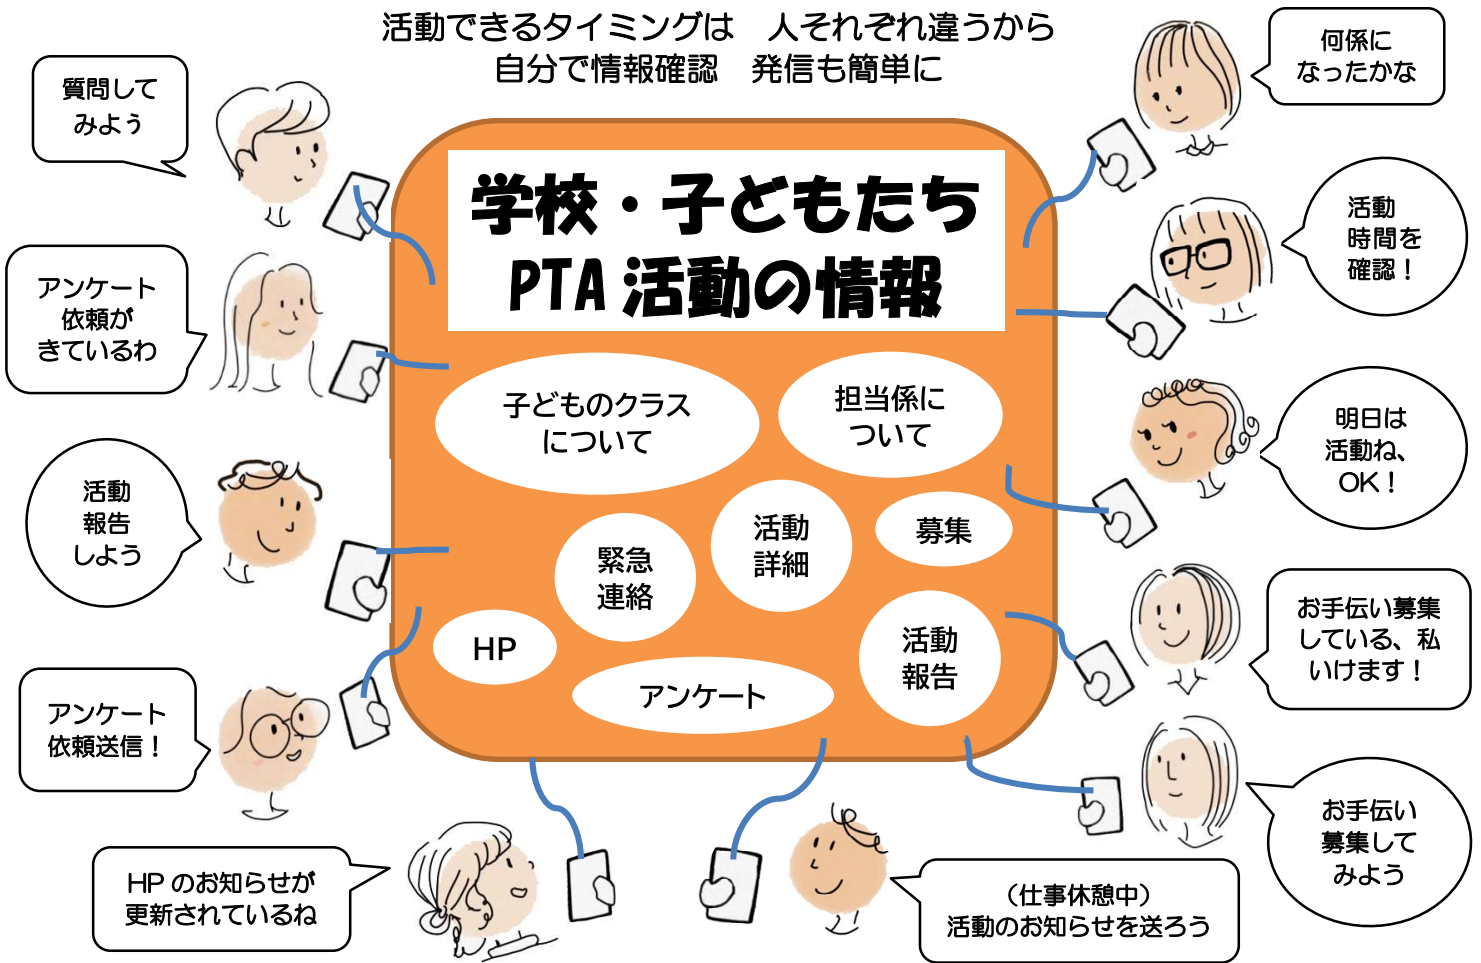 活動できるタイミングは　人それぞれ違うから
自分で情報確認　発信も簡単に
質問して
みよう
何係に
なったかな
学校・子どもたち
PTA 活動の情報
活動
時間を
確認！
アンケート
依頼が
きているわ
子どものクラス
について
担当係に
ついて
明日は
活動ね、
OK！
活動
報告
しよう
緊急
連絡
活動
詳細
募集
HP
アンケート
活動
報告
お手伝い募集
している、私
いけます！
アンケート
依頼送信！
お手伝い
募集して
みよう
HP のお知らせが
更新されているね
（仕事休憩中）
活動のお知らせを送ろう